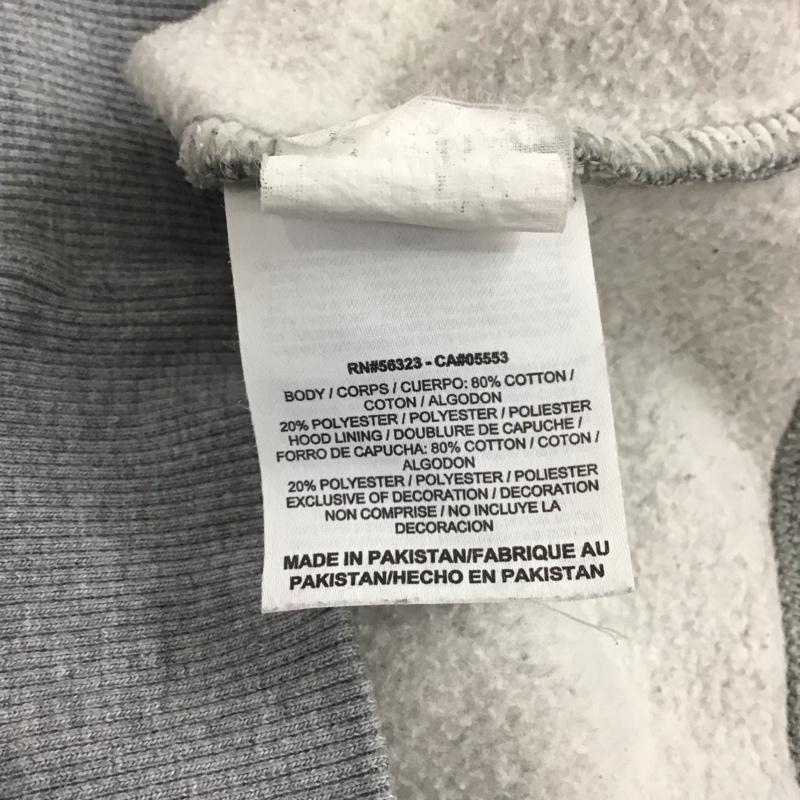 RN#56323 - CA#05553
BODY / CORPS / CUERPO: 80% COTTON /
COTON / ALGODON
20% POLYESTER / POLYESTER / POLIESTER
HOOD LINING / DOUBLURE DE CAPUCHE /
FORRO DE CAPUCHA: 80% COTTON / COTON /
ALGODON
20% POLYESTER / POLYESTER / POLIESTER
EXCLUSIVE OF DECORATION / DECORATION
NON COMPRISE / NO INCLUYE LA
DECORACION
MADE IN PAKISTAN/FABRIQUE AU
PAKISTAN/HECHO EN PAKISTAN